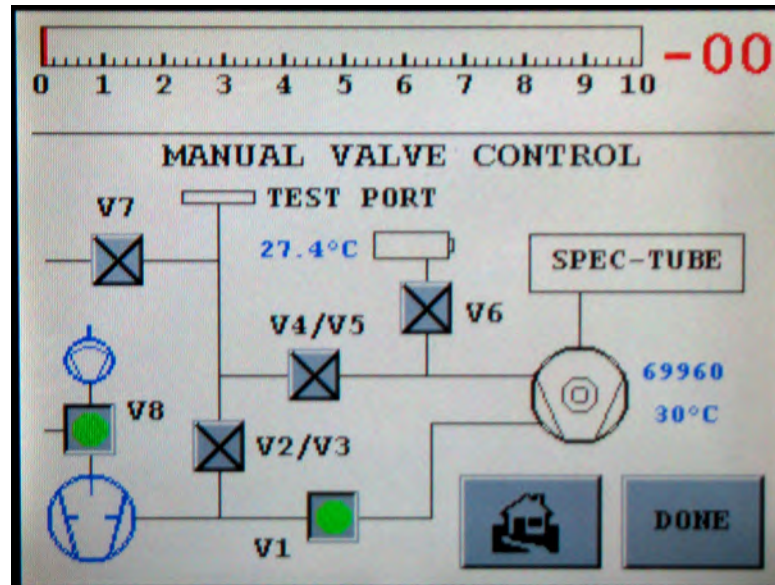 -00
0 1 2 3 4 5 6 7 8 9 10
MANUAL VALVE CONTROL
TEST PORT
V7
27.4°C
SPEC-TUBE
V6
V4/V5
69960
30°C
V8
V2/V3
V1
DONE